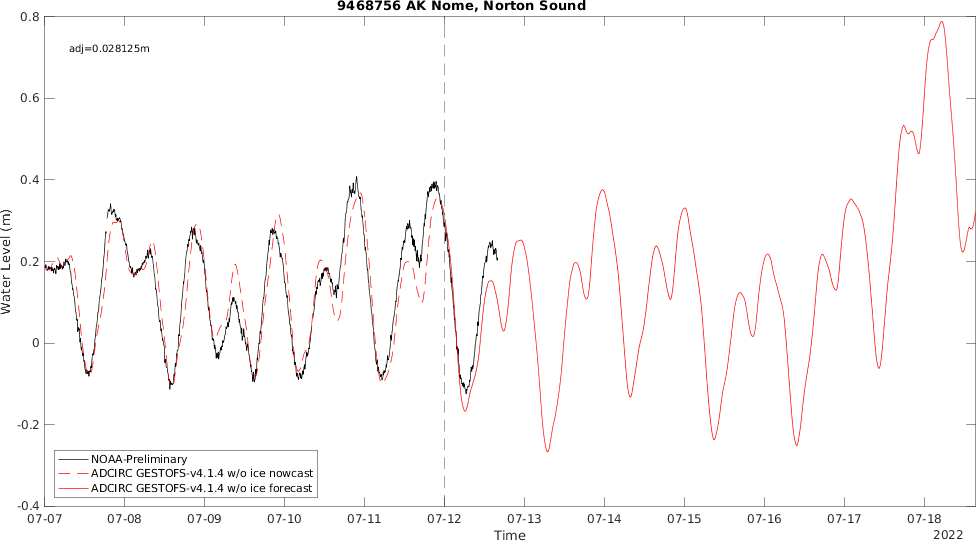 9468756 AK Nome, Norton Sound
adj=0.028125m
Water Level (m)
0.8
0.6
0.4
0.2
0
-0.2
-0.4
NOAA-Preliminary
ADCIRC GESTOFS-v4.1.4 w/o ice nowcast
ADCIRC GESTOFS-v4.1.4 w/o ice forecast
07-07 07-08 07-09 07-10 07-11 07-12 07-13 07-14 07-15 07-16 07-17 07-18
Time
2022